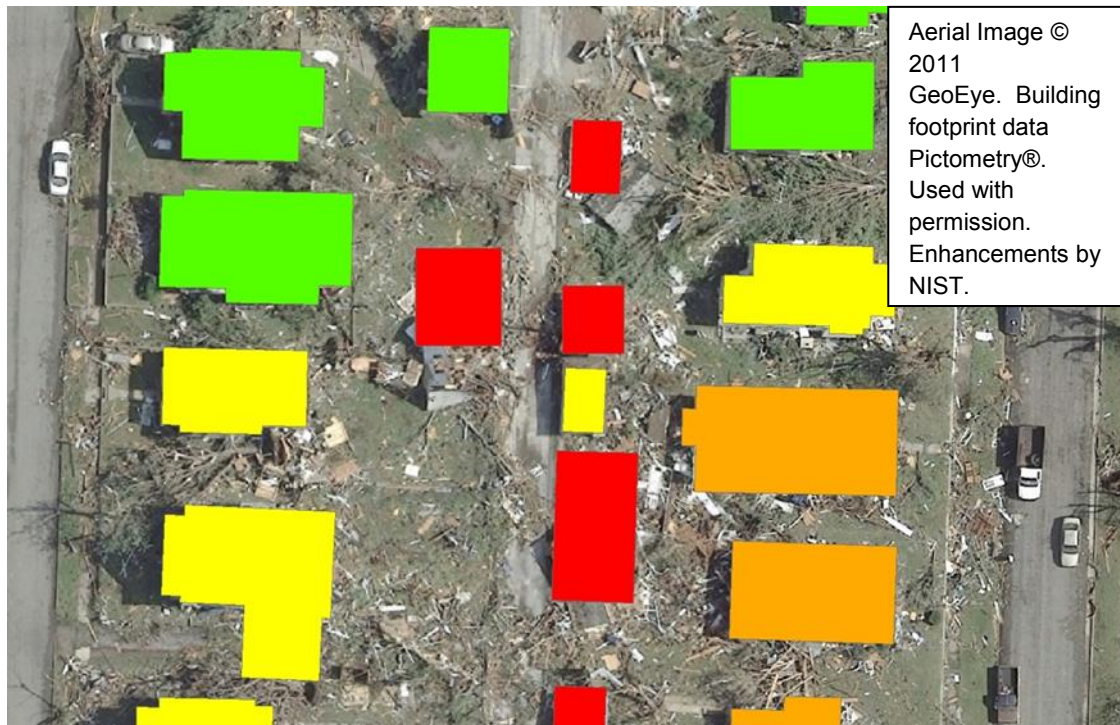 Aerial Image ©
2011
GeoEye.  Building
footprint data
Pictometry®.
Used with
permission.
Enhancements by
NIST.